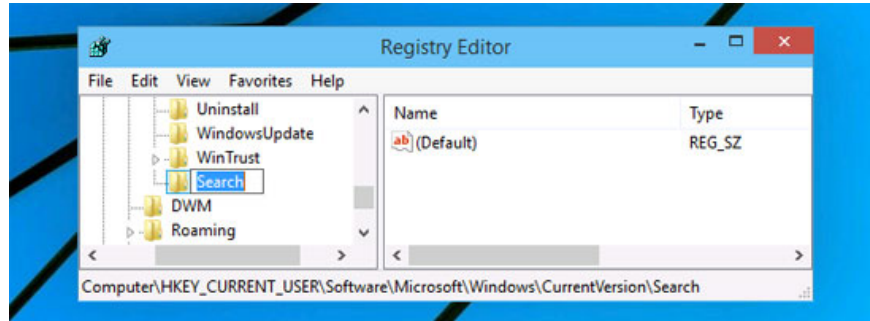 Registry Editor
File Edit View Favorites Help
Uninstall
WindowsUpdate
WinTrust
Search
DWM
Roaming
Name Type
ab (Default) REG_SZ
Computer\HKEY_CURRENT_USER\Software\Microsoft\Windows\CurrentVersion\Search